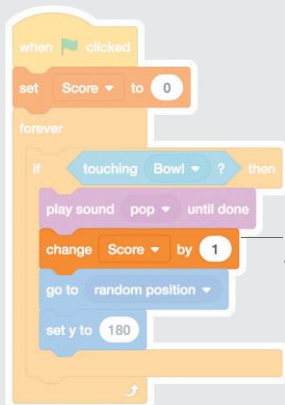 when clicked
set Score to 0
forever
if touching Bowl ? then
play sound pop until done
change Score by 1
go to random position
set y to 180